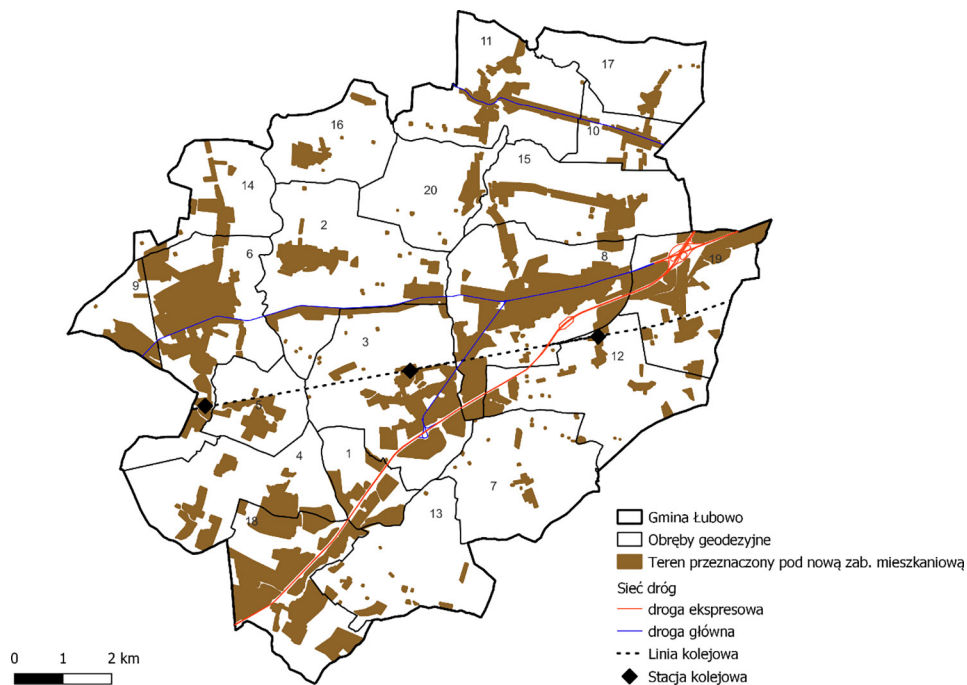 11
17
10
16
15
14
20
2
6
8
9
19
3
12
5
4
1
7
13
18
Gmina Łubowo
Obręby geodezyjne
Teren przeznaczony pod nową zab. mieszkaniową
Sieć dróg
droga ekspresowa
droga główna
Linia kolejowa
Stacja kolejowa
0 1 2 km